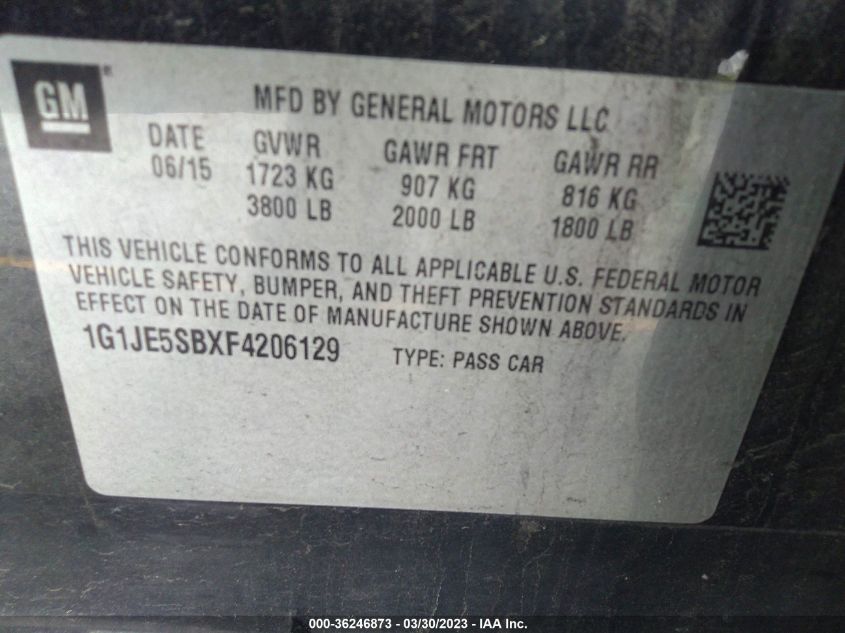 GM®
MFD BY GENERAL MOTORS LLC
DATE GVWR GAWR FRT GAWR RR
06/15 1723 KG 907 KG 816 KG
3800 LB 2000 LB 1800 LB
THIS VEHICLE CONFORMS TO ALL APPLICABLE U.S. FEDERAL MOTOR
VEHICLE SAFETY, BUMPER, AND THEFT PREVENTION STANDARDS IN
EFFECT ON THE DATE OF MANUFACTURE SHOWN ABOVE.
1G1JE5SBXF4206129 TYPE: PASS CAR
000-36246873 — 03/30/2023 — IAA Inc.